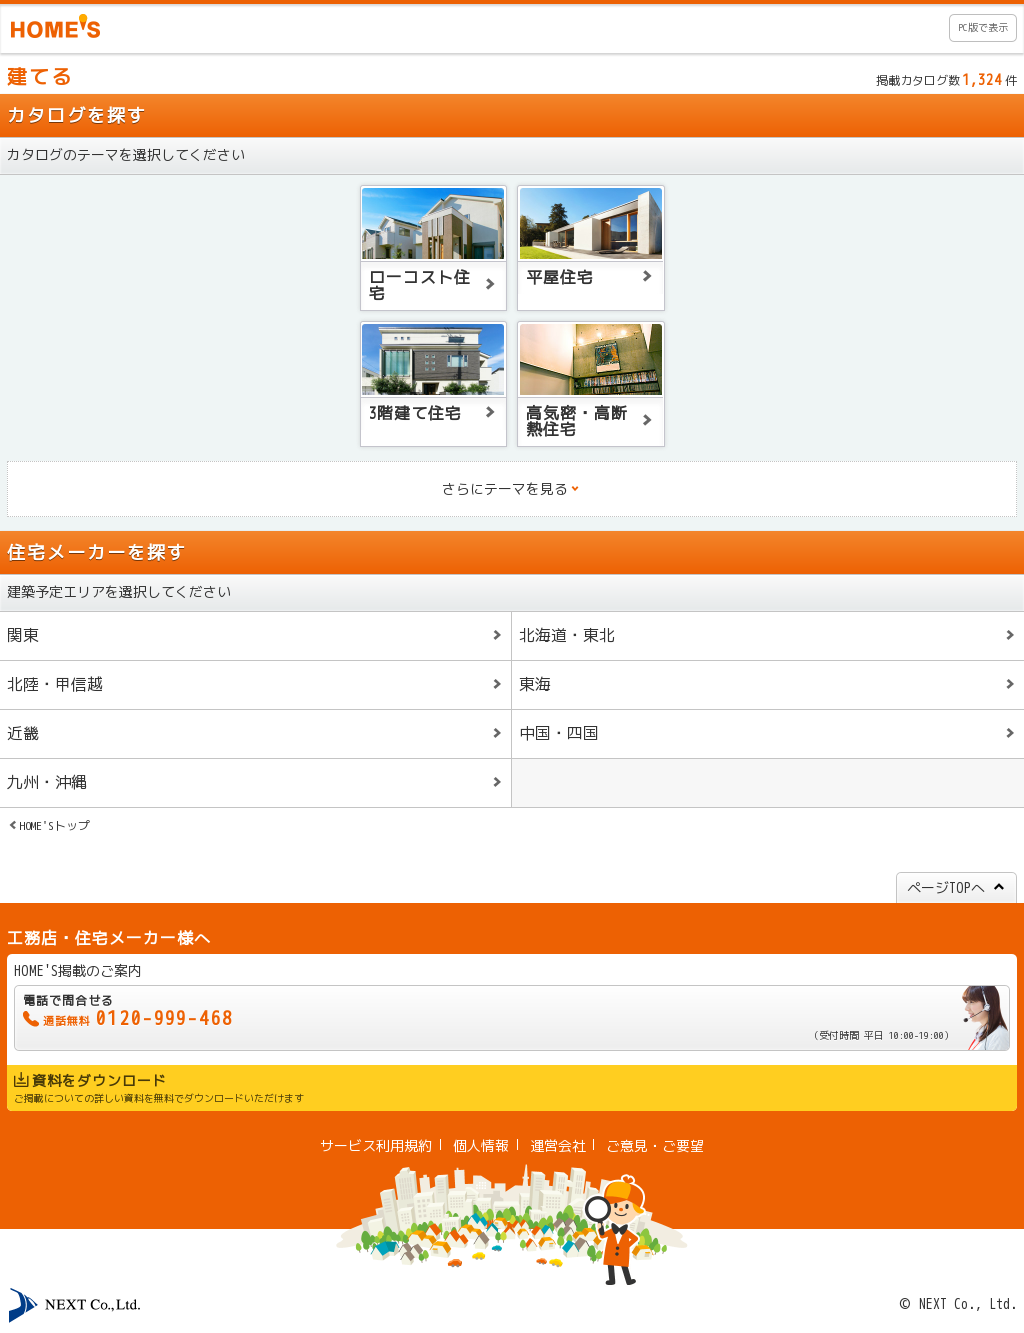 HOME'S
PC版で表示
建てる
掲載カタログ数1,324件
カタログを探す
カタログのテーマを選択してください
ローコスト住
宅
平屋住宅
3階建て住宅
高気密・高断
熱住宅
さらにテーマを見る
住宅メーカーを探す
建築予定エリアを選択してください
関東
北海道・東北
北陸・甲信越
東海
近畿
中国・四国
九州・沖縄
HOME'Sトップ
ページTOPへ
工務店・住宅メーカー様へ
HOME'S掲載のご案内
電話で問合せる
通話無料 0120-999-468
(受付時間 平日 10:00-19:00)
資料をダウンロード
ご掲載についての詳しい資料を無料でダウンロードいただけます
サービス利用規約 | 個人情報 | 運営会社 | ご意見・ご要望
NEXT Co.,Ltd.
© NEXT Co., Ltd.